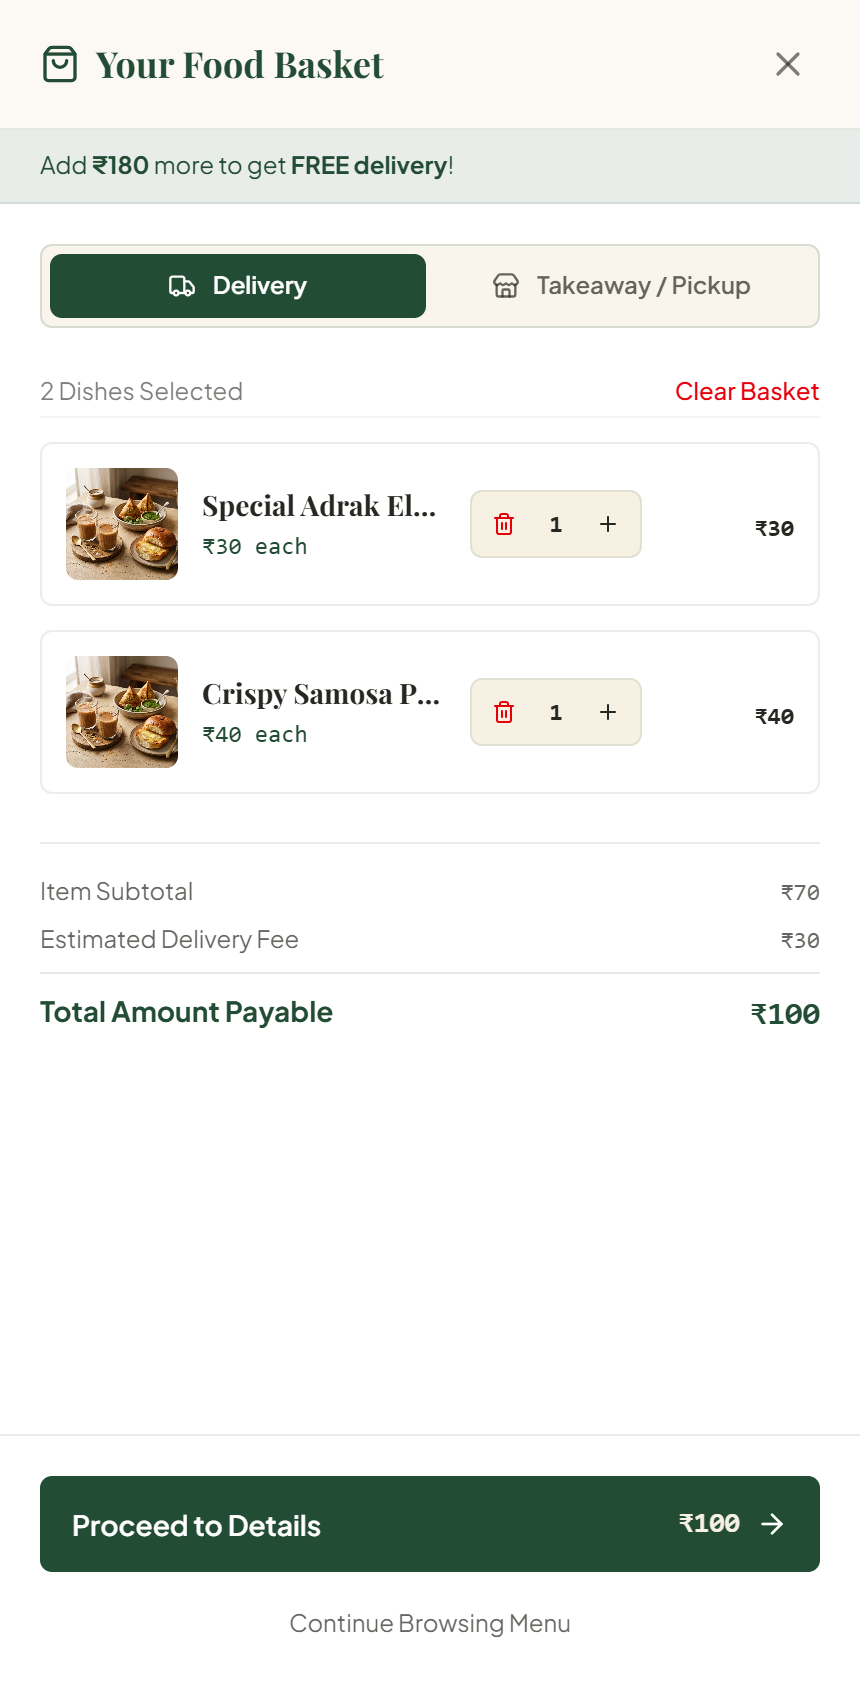 Your Food Basket
Add ₹180 more to get FREE delivery!
Delivery
Takeaway / Pickup
2 Dishes Selected
Clear Basket
Special Adrak El...
₹30 each
1
₹30
Crispy Samosa P...
₹40 each
1
₹40
Item Subtotal
₹70
Estimated Delivery Fee
₹30
Total Amount Payable
₹100
Proceed to Details
₹100
Continue Browsing Menu